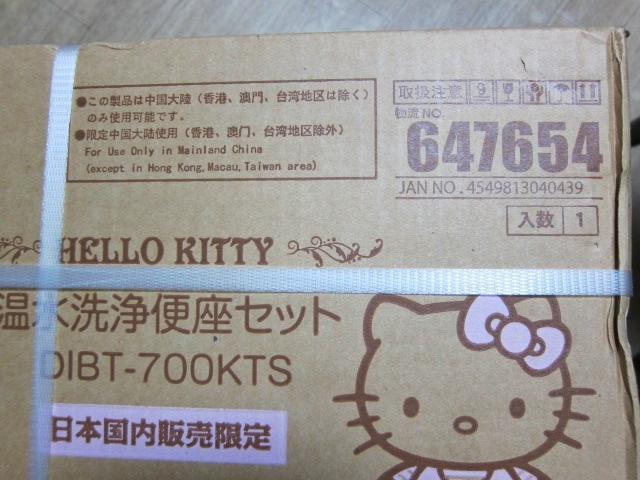 ●この製品は中国大陸（香港、澳門、台湾地区は除く）
のみ使用可能です。
●限定中国大陆使用（香港、澳门、台湾地区除外）
For Use Only in Mainland China
(except in Hong Kong,Macau,Taiwan area)
取扱注意 9
物流NO.
647654
JAN NO. 4549813040439
入数 1
HELLO KITTY
温水洗浄便座セット
DIBT-700KTS
日本国内販売限定